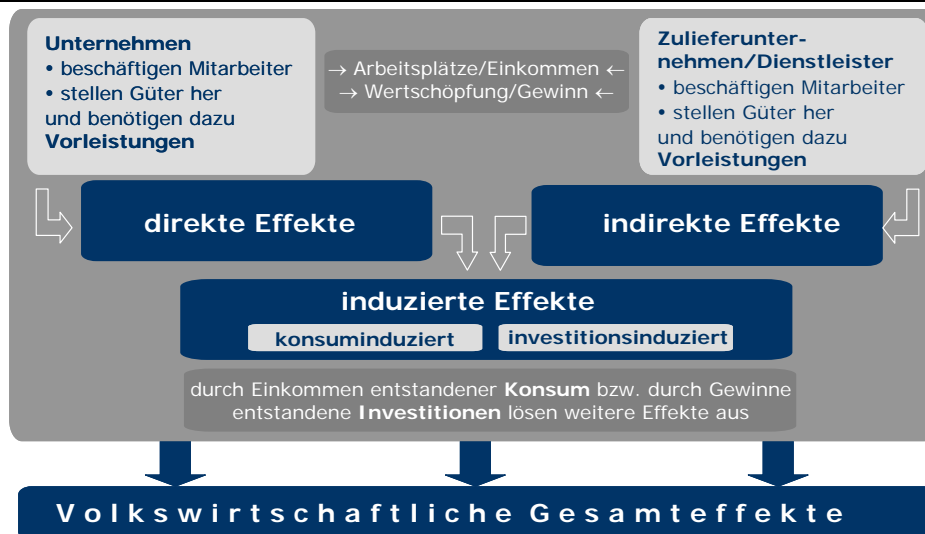 Unternehmen
• beschäftigen Mitarbeiter
• stellen Güter her
und benötigen dazu
Vorleistungen
→ Arbeitsplätze/Einkommen ←
→ Wertschöpfung/Gewinn ←
Zulieferunter-
nehmen/Dienstleister
• beschäftigen Mitarbeiter
• stellen Güter her
und benötigen dazu
Vorleistungen
direkte Effekte
indirekte Effekte
induzierte Effekte
konsuminduziert
investitionsinduziert
durch Einkommen entstandener Konsum bzw. durch Gewinne
entstandene Investitionen lösen weitere Effekte aus
Volkswirtschaftliche Gesamteffekte